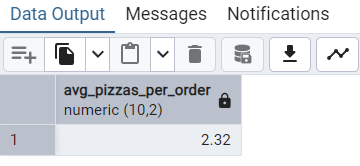 Data Output Messages Notifications
avg_pizzas_per_order
numeric (10,2)
1 2.32